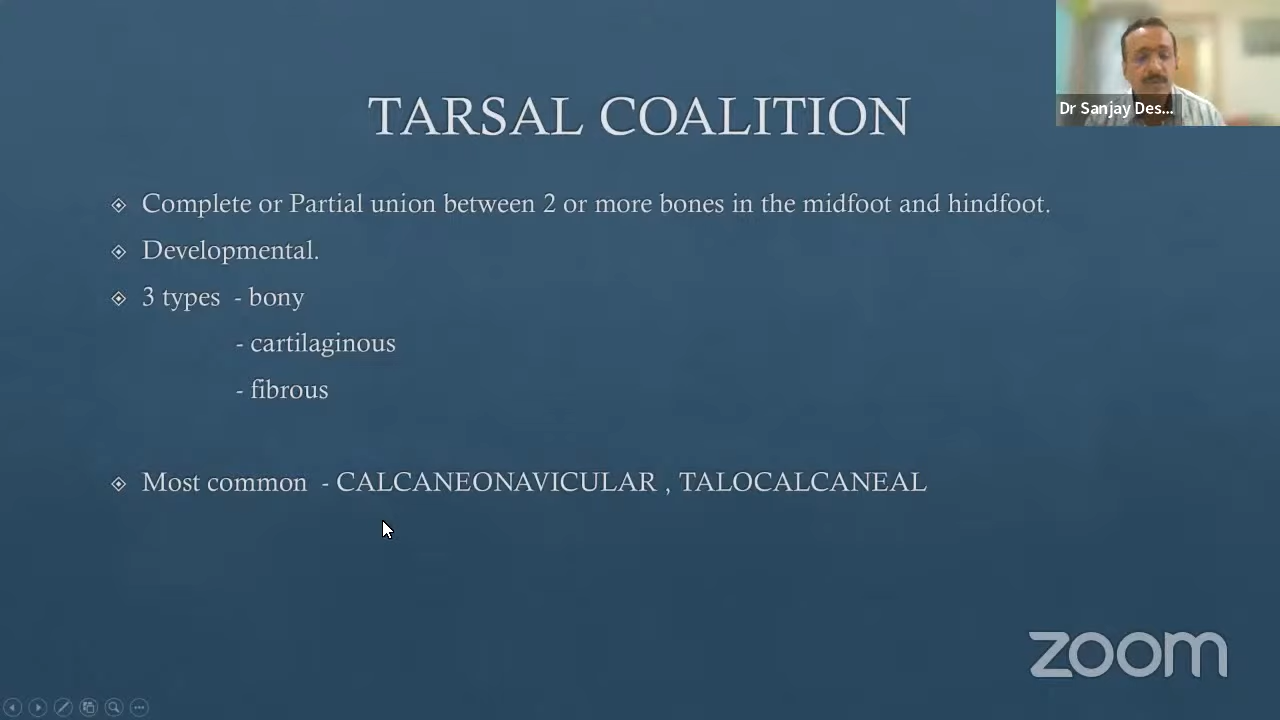 TARSAL COALITION
Dr Sanjay Des...
Complete or Partial union between 2 or more bones in the midfoot and hindfoot.
Developmental.
3 types - bony
- cartilaginous
- fibrous
Most common - CALCANEONAVICULAR , TALOCALCANEAL
zoom